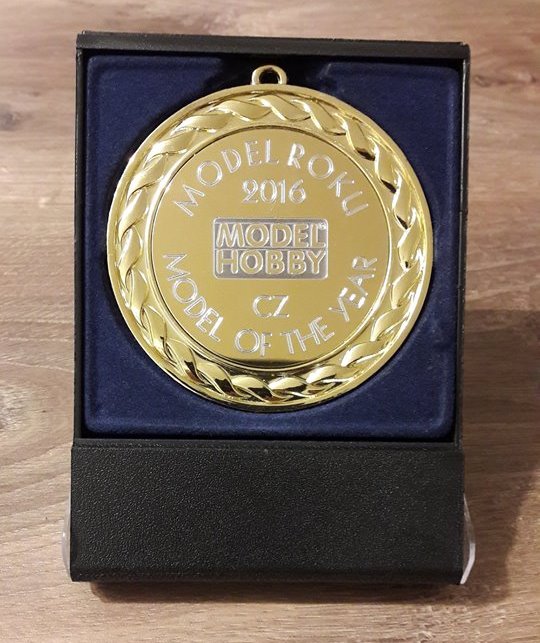 MODEL ROKU
2016
MODEL
HOBBY
CZ
MODEL OF THE YEAR